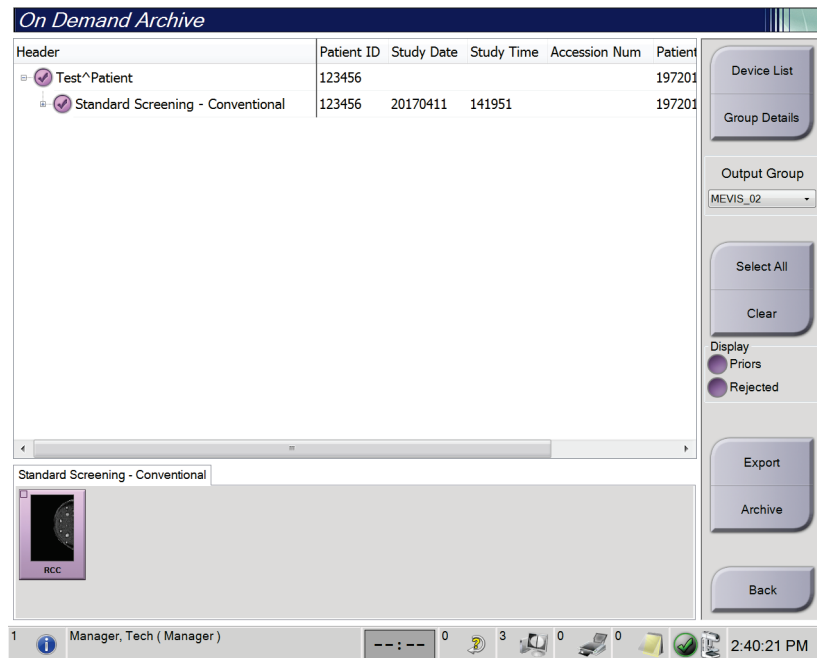 On Demand Archive
Header Patient ID Study Date Study Time Accession Num Patient
Test^Patient 123456 197201
Standard Screening - Conventional 123456 20170411 141951 197201
Device List
Group Details
Output Group
MEVIS_02
Select All
Clear
Display
Priors
Rejected
Export
Archive
Back
Standard Screening - Conventional
RCC
1 i Manager, Tech ( Manager ) --:-- 0 3 0 0 2:40:21 PM